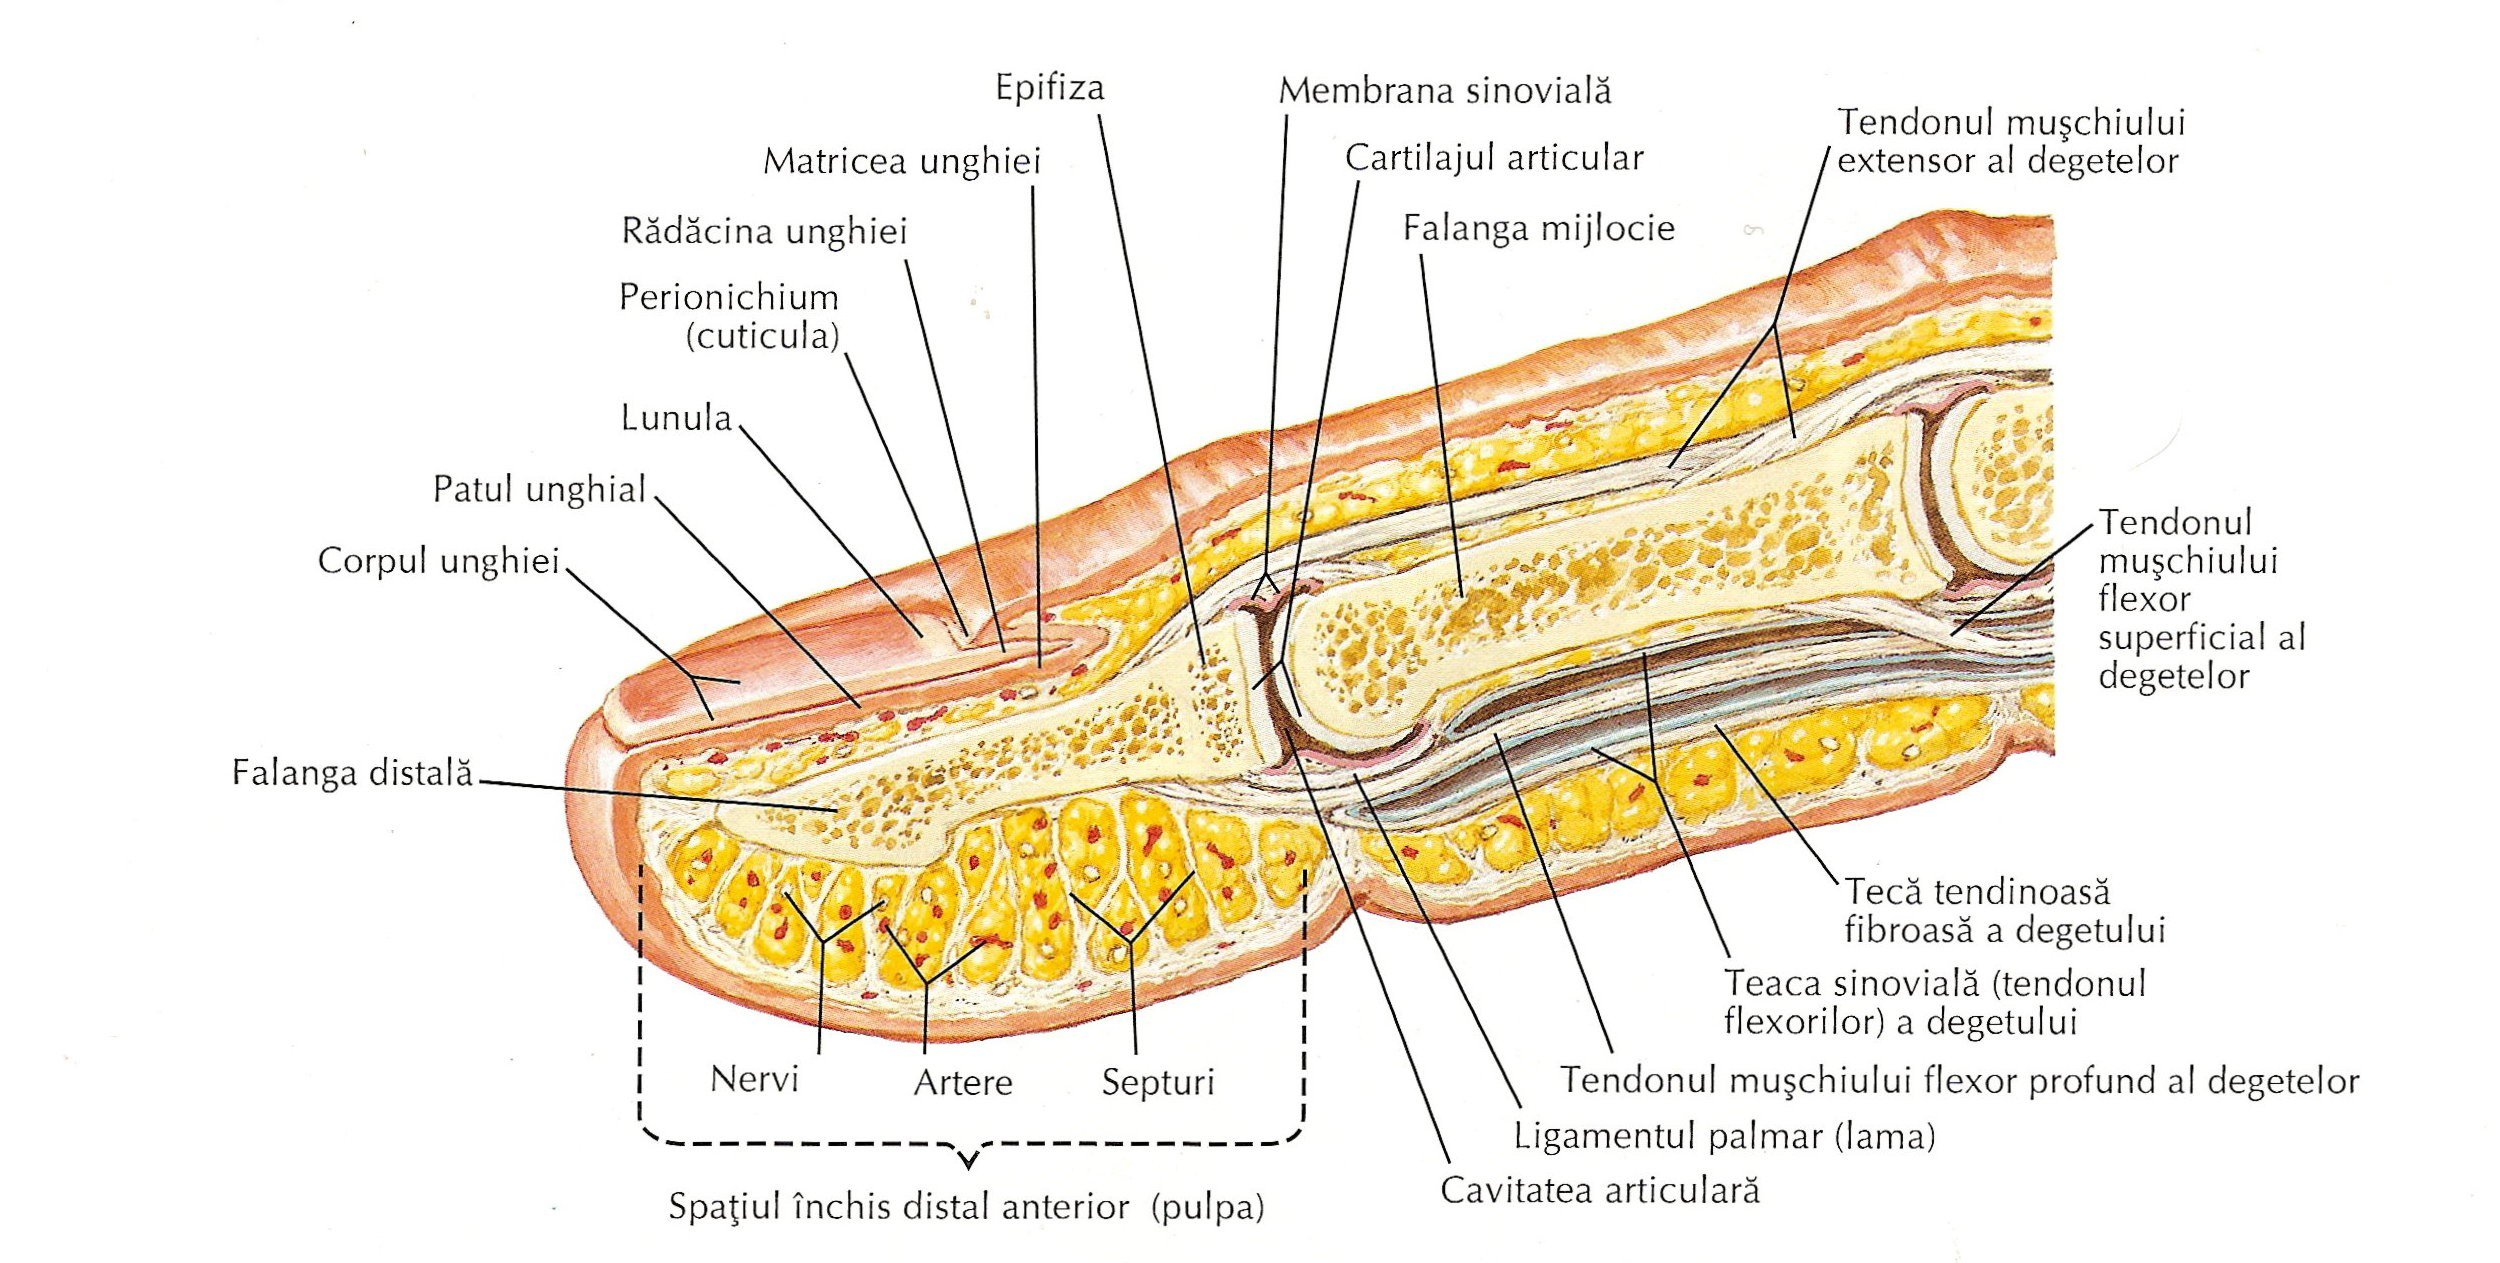 Epifiza
Membrana sinovială
Tendonul muşchiului
extensor al degetelor
Matricea unghiei
Cartilajul articular
Rădăcina unghiei
Falanga mijlocie
Perionichium
(cuticula)
Lunula
Patul unghial
Corpul unghiei
Tendonul
muşchiului
flexor
superficial al
degetelor
Falanga distală
Tecă tendinoasă
fibroasă a degetului
Teaca sinovială (tendonul
flexorilor) a degetului
Nervi
Artere
Septuri
Tendonul muşchiului flexor profund al degetelor
Ligamentul palmar (lama)
Cavitatea articulară
Spaţiul închis distal anterior (pulpa)